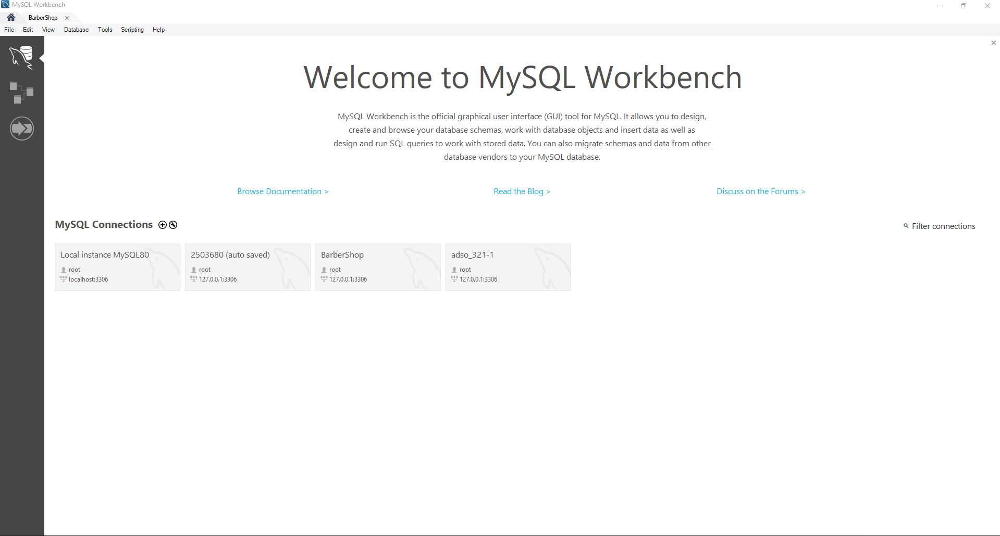 MySQL Workbench
BarberShop
File Edit View Database Tools Scripting Help
Welcome to MySQL Workbench
MySQL Workbench is the official graphical user interface (GUI) tool for MySQL. It allows you to design,
create and browse your database schemas, work with database objects and insert data as well as
design and run SQL queries to work with stored data. You can also migrate schemas and data from other
database vendors to your MySQL database.
Browse Documentation > Read the Blog > Discuss on the Forums >
MySQL Connections
Filter connections
Local instance MySQL80
root
localhost:3306
2503680 (auto saved)
root
127.0.0.1:3306
BarberShop
root
127.0.0.1:3306
adso_321-1
root
127.0.0.1:3306